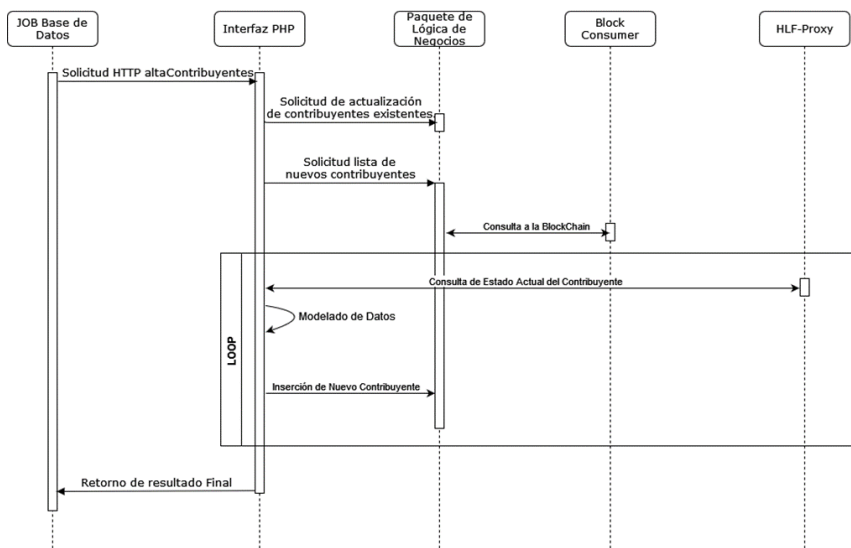 JOB Base de
Datos
Interfaz PHP
Paquete de
Lógica de
Negocios
Block
Consumer
HLF-Proxy
Solicitud HTTP altaContribuyentes
Solicitud de actualización
de contribuyentes existentes
Solicitud lista de
nuevos contribuyentes
Consulta a la BlockChain
LOOP
Consulta de Estado Actual del Contribuyente
Modelado de Datos
Inserción de Nuevo Contribuyente
Retorno de resultado Final